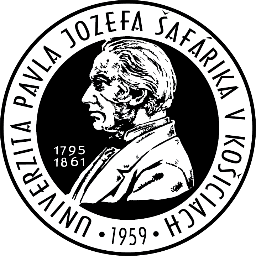 UNIVERZITA PAVLA JOZEFA ŠAFÁRIKA V KOŠICIACH
1795
1861
· 1959 ·